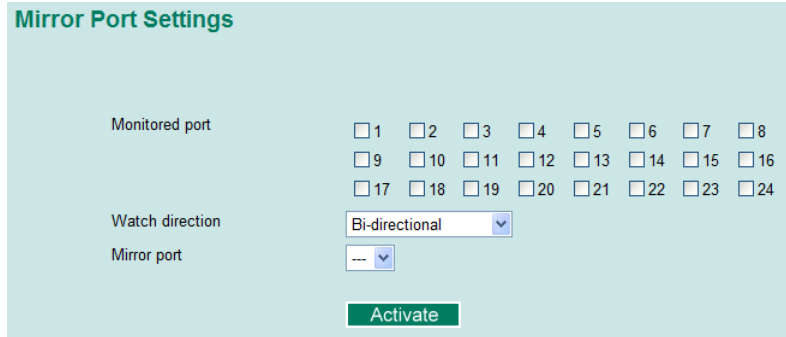 Mirror Port Settings
Monitored port
1 2 3 4 5 6 7 8
9 10 11 12 13 14 15 16
17 18 19 20 21 22 23 24
Watch direction Bi-directional
Mirror port ---
Activate